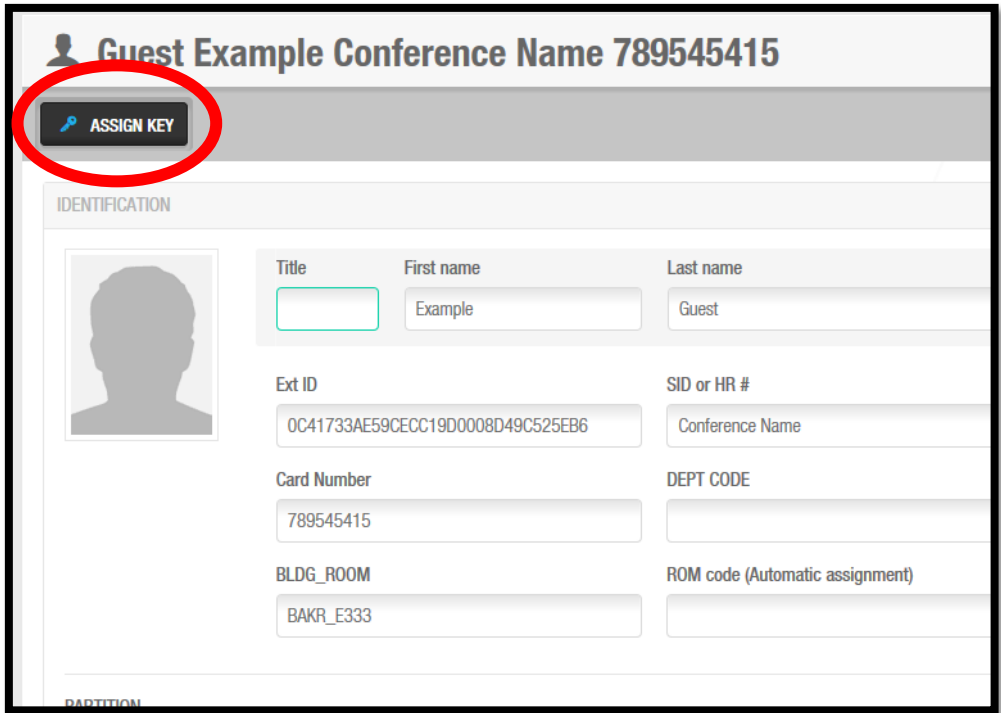 Guest Example Conference Name 789545415
ASSIGN KEY
IDENTIFICATION
Title First name Last name
Example Guest
Ext ID SID or HR #
0C41733AE59CECC19D0008D49C525EB6 Conference Name
Card Number DEPT CODE
789545415
BLDG_ROOM ROM code (Automatic assignment)
BAKR_E333
PARTITION